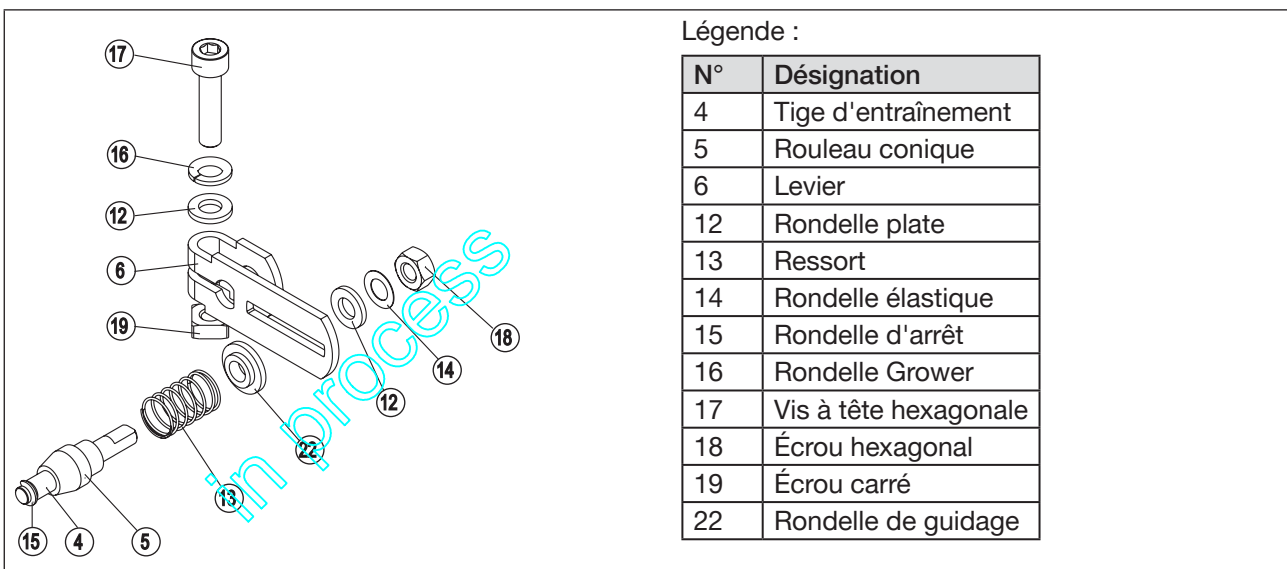 Légende :
N° Désignation
4 Tige d'entraînement
5 Rouleau conique
6 Levier
12 Rondelle plate
13 Ressort
14 Rondelle élastique
15 Rondelle d'arrêt
16 Rondelle Grower
17 Vis à tête hexagonale
18 Écrou hexagonal
19 Écrou carré
22 Rondelle de guidage
17
16
12
6
19
18
14
12
22
13
15 4 5
in process